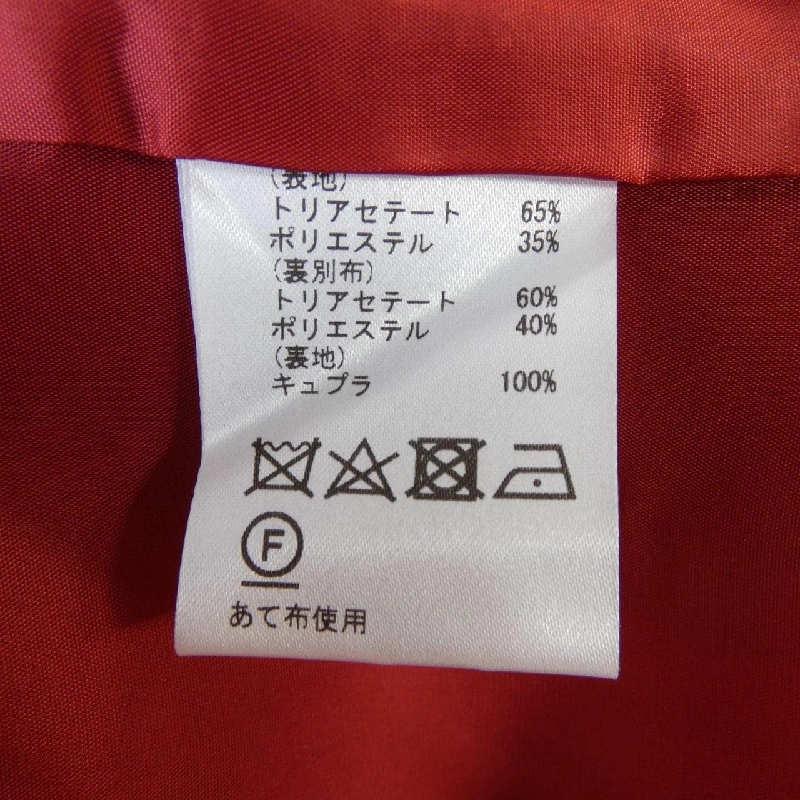 (表地)
トリアセテート 65%
ポリエステル 35%
(裏別布)
トリアセテート 60%
ポリエステル 40%
(裏地)
キュプラ 100%
F
あて布使用